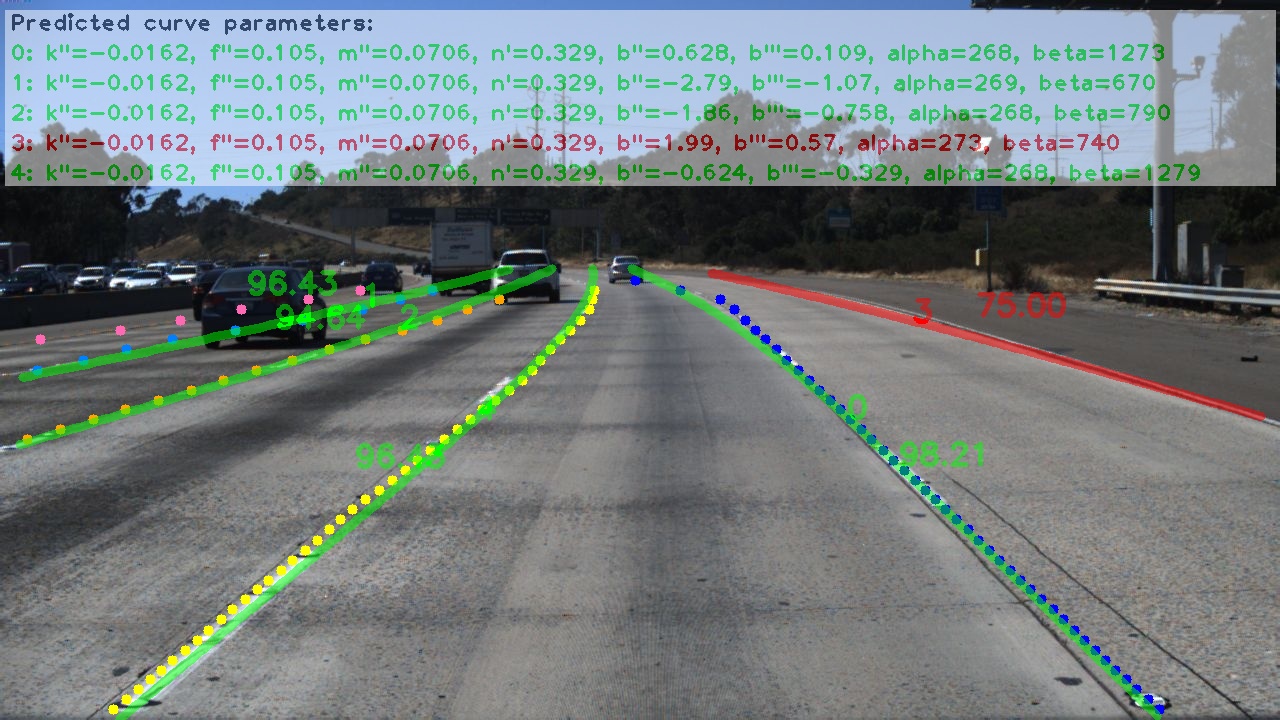 Predicted curve parameters:
0: k''=-0.0162, f''=0.105, m''=0.0706, n'=0.329, b''=0.628, b'''=0.109, alpha=268, beta=1273
1: k''=-0.0162, f''=0.105, m''=0.0706, n'=0.329, b''=-2.79, b'''=-1.07, alpha=269, beta=670
2: k''=-0.0162, f''=0.105, m''=0.0706, n'=0.329, b''=-1.86, b'''=-0.758, alpha=268, beta=790
3: k''=-0.0162, f''=0.105, m''=0.0706, n'=0.329, b''=1.99, b'''=0.57, alpha=273, beta=740
4: k''=-0.0162, f''=0.105, m''=0.0706, n'=0.329, b''=-0.624, b'''=-0.329, alpha=268, beta=1279
96.43
1
94.64
2
3
75.00
0
98.21